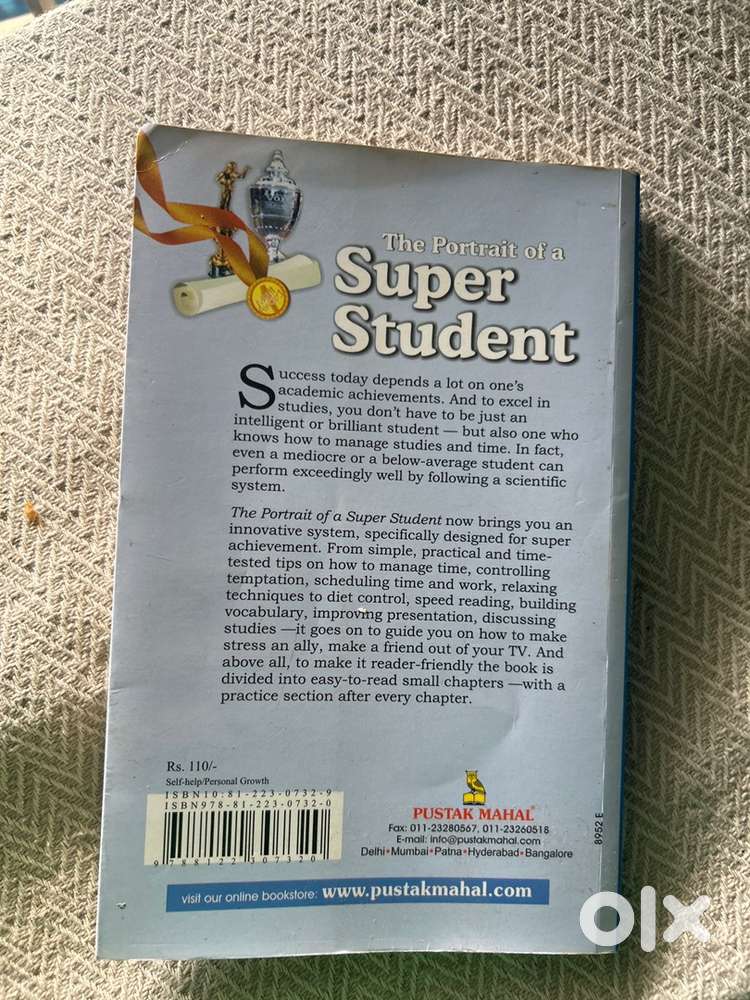 The Portrait of a
Super
Student
Success today depends a lot on one's
academic achievements. And to excel in
studies, you don't have to be just an
intelligent or brilliant student — but also one who
knows how to manage studies and time. In fact,
even a mediocre or a below-average student can
perform exceedingly well by following a scientific
system.
The Portrait of a Super Student now brings you an
innovative system, specifically designed for super
achievement. From simple, practical and time-
tested tips on how to manage time, controlling
temptation, scheduling time and work, relaxing
techniques to diet control, speed reading, building
vocabulary, improving presentation, discussing
studies —it goes on to guide you on how to make
stress an ally, make a friend out of your TV. And
above all, to make it reader-friendly the book is
divided into easy-to-read small chapters —with a
practice section after every chapter.
Rs. 110/-
Self-help/Personal Growth
ISBN10:81-223-0732-9
ISBN978-81-223-0732-0
9 788122 307320
PUSTAK MAHAL®
Fax: 011-23280567, 011-23260518
E-mail: info@pustakmahal.com
Delhi•Mumbai•Patna•Hyderabad•Bangalore
8952 E
visit our online bookstore: www.pustakmahal.com
olx